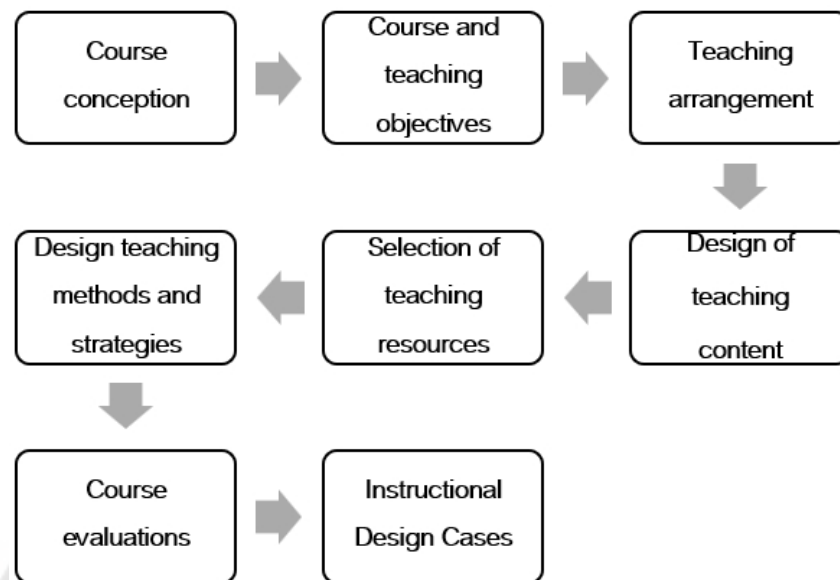 Course
conception
Course and
teaching
objectives
Teaching
arrangement
Design of
teaching
content
Selection of
teaching
resources
Design teaching
methods and
strategies
Course
evaluations
Instructional
Design Cases